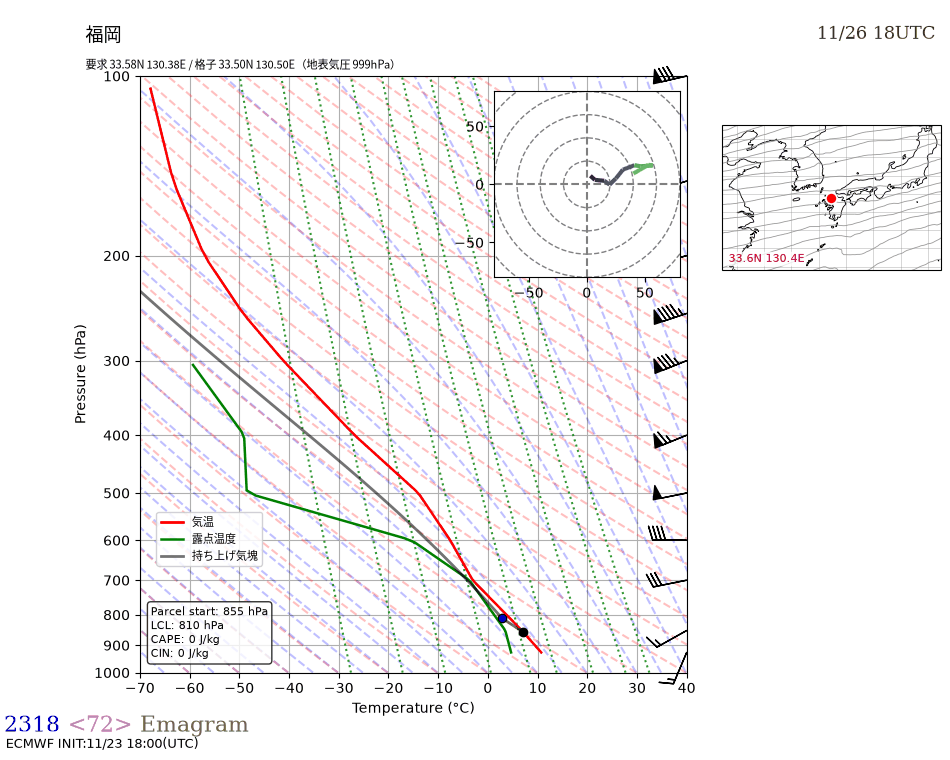 福岡
11/26 18UTC
要求 33.58N 130.38E / 格子 33.50N 130.50E（地表気圧 999hPa）
100
200
300
400
500
600
700
800
900
1000
Pressure (hPa)
50
0
−50
−50 0 50
33.6N 130.4E
気温
露点温度
持ち上げ気塊
Parcel start: 855 hPa
LCL: 810 hPa
CAPE: 0 J/kg
CIN: 0 J/kg
−70 −60 −50 −40 −30 −20 −10 0 10 20 30 40
Temperature (°C)
2318 <72> Emagram
ECMWF INIT:11/23 18:00(UTC)